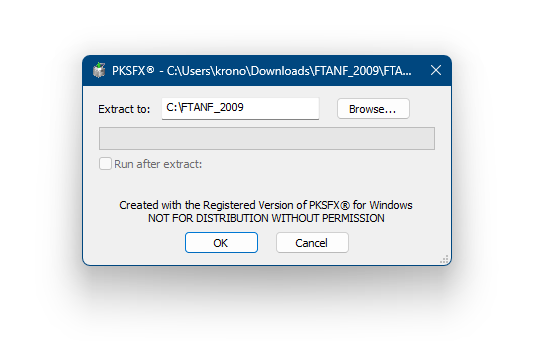 PKSFX® - C:\Users\krono\Downloads\FTANF_2009\FTA...
Extract to: C:\FTANF_2009 Browse...
Run after extract:
Created with the Registered Version of PKSFX® for Windows
NOT FOR DISTRIBUTION WITHOUT PERMISSION
OK Cancel